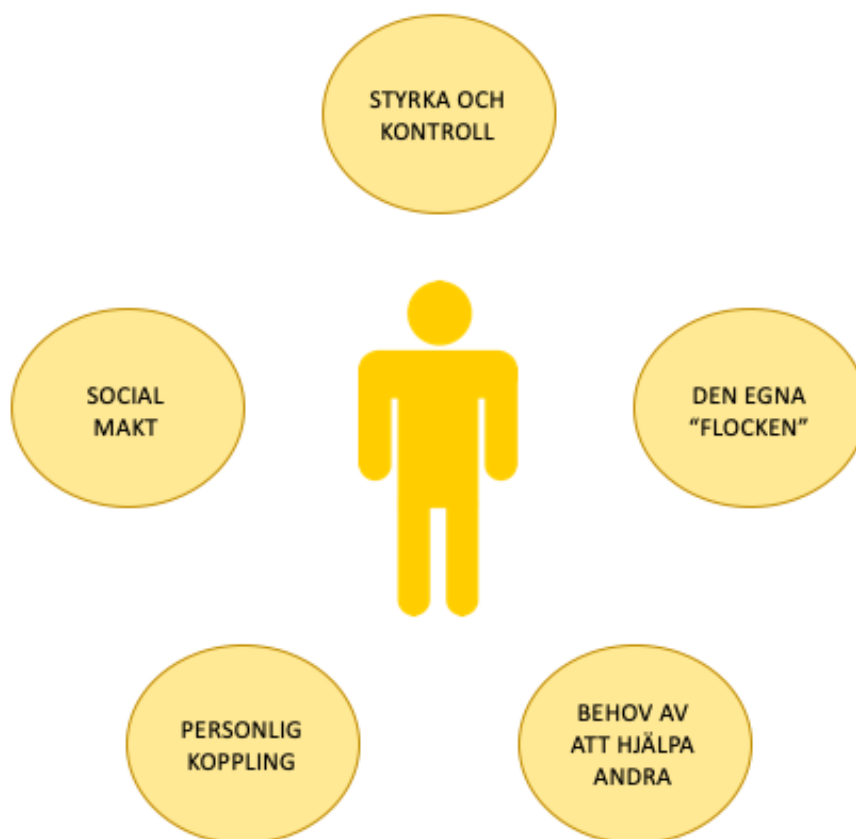 STYRKA OCH
KONTROLL
SOCIAL
MAKT
DEN EGNA
“FLOCKEN”
PERSONLIG
KOPPLING
BEHOV AV
ATT HJÄLPA
ANDRA